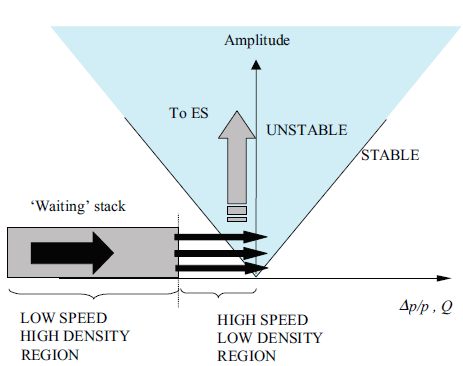 Amplitude
To ES
UNSTABLE
STABLE
‘Waiting’ stack
Δp/p , Q
LOW SPEED
HIGH DENSITY
REGION
HIGH SPEED
LOW DENSITY
REGION